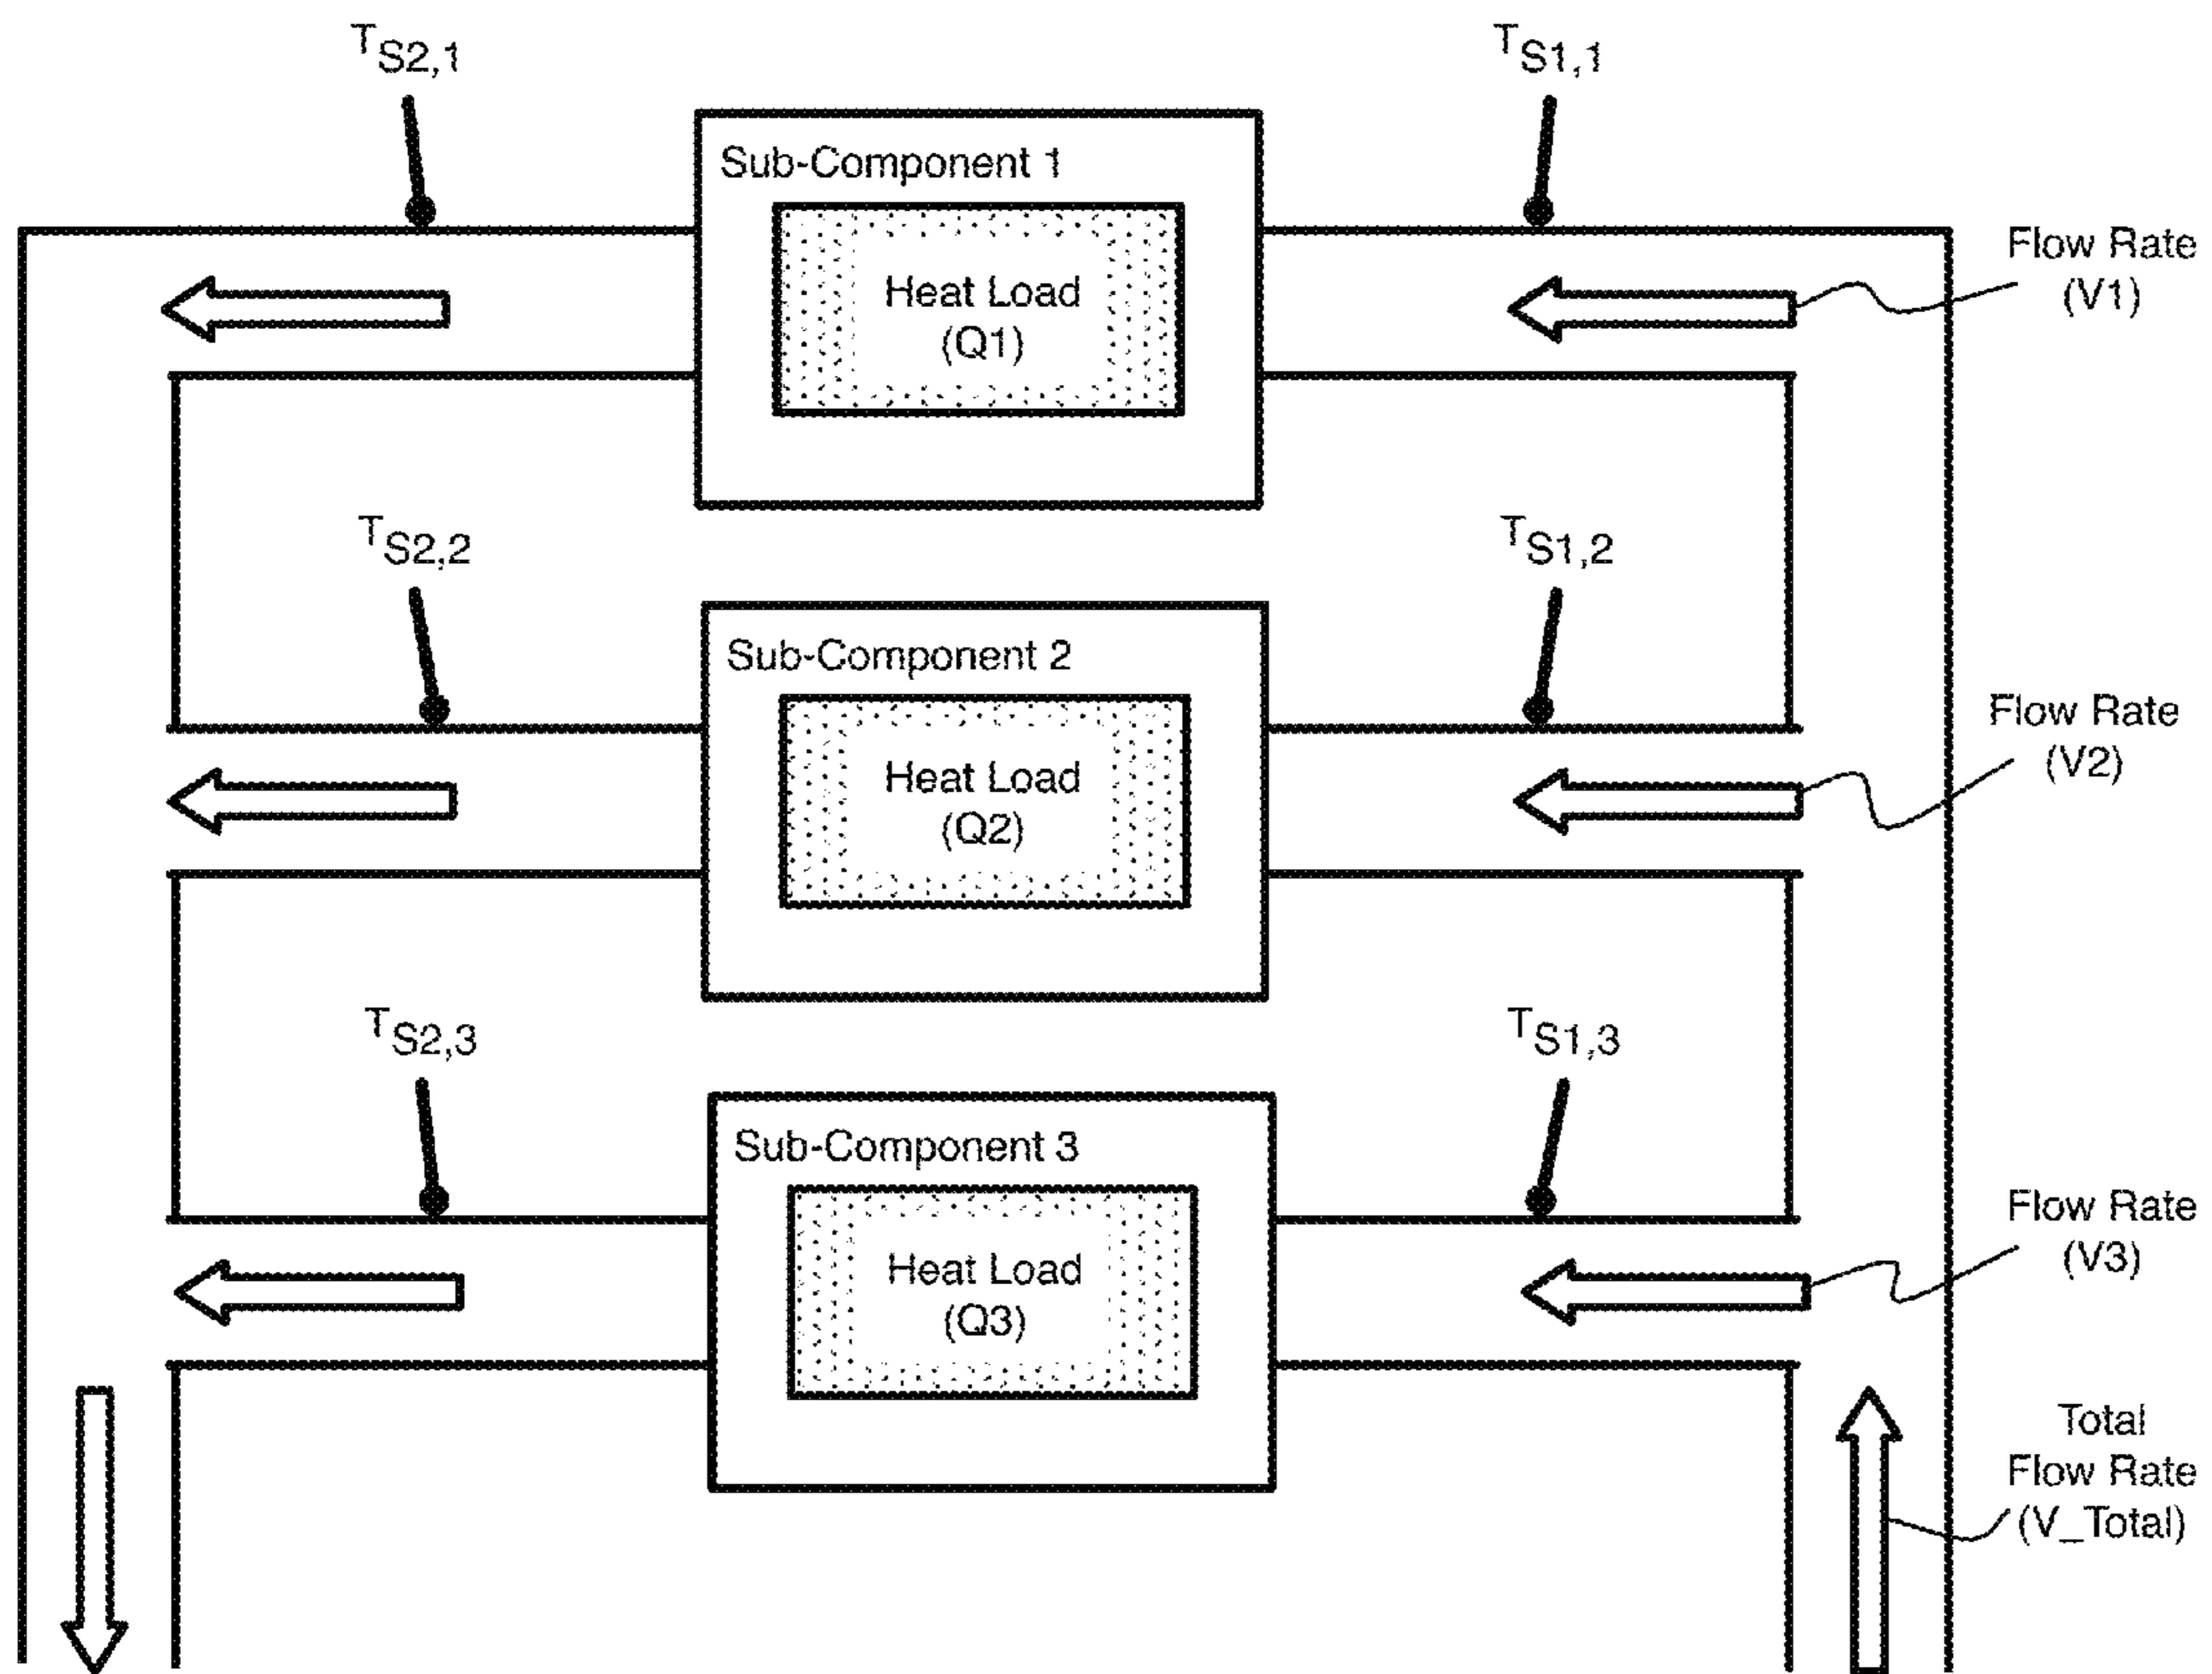 TS2,1
TS1,1
Sub-Component 1
Heat Load
(Q1)
Flow Rate
(V1)
TS2,2
TS1,2
Sub-Component 2
Heat Load
(Q2)
Flow Rate
(V2)
TS2,3
TS1,3
Sub-Component 3
Heat Load
(Q3)
Flow Rate
(V3)
Total
Flow Rate
(V_Total)